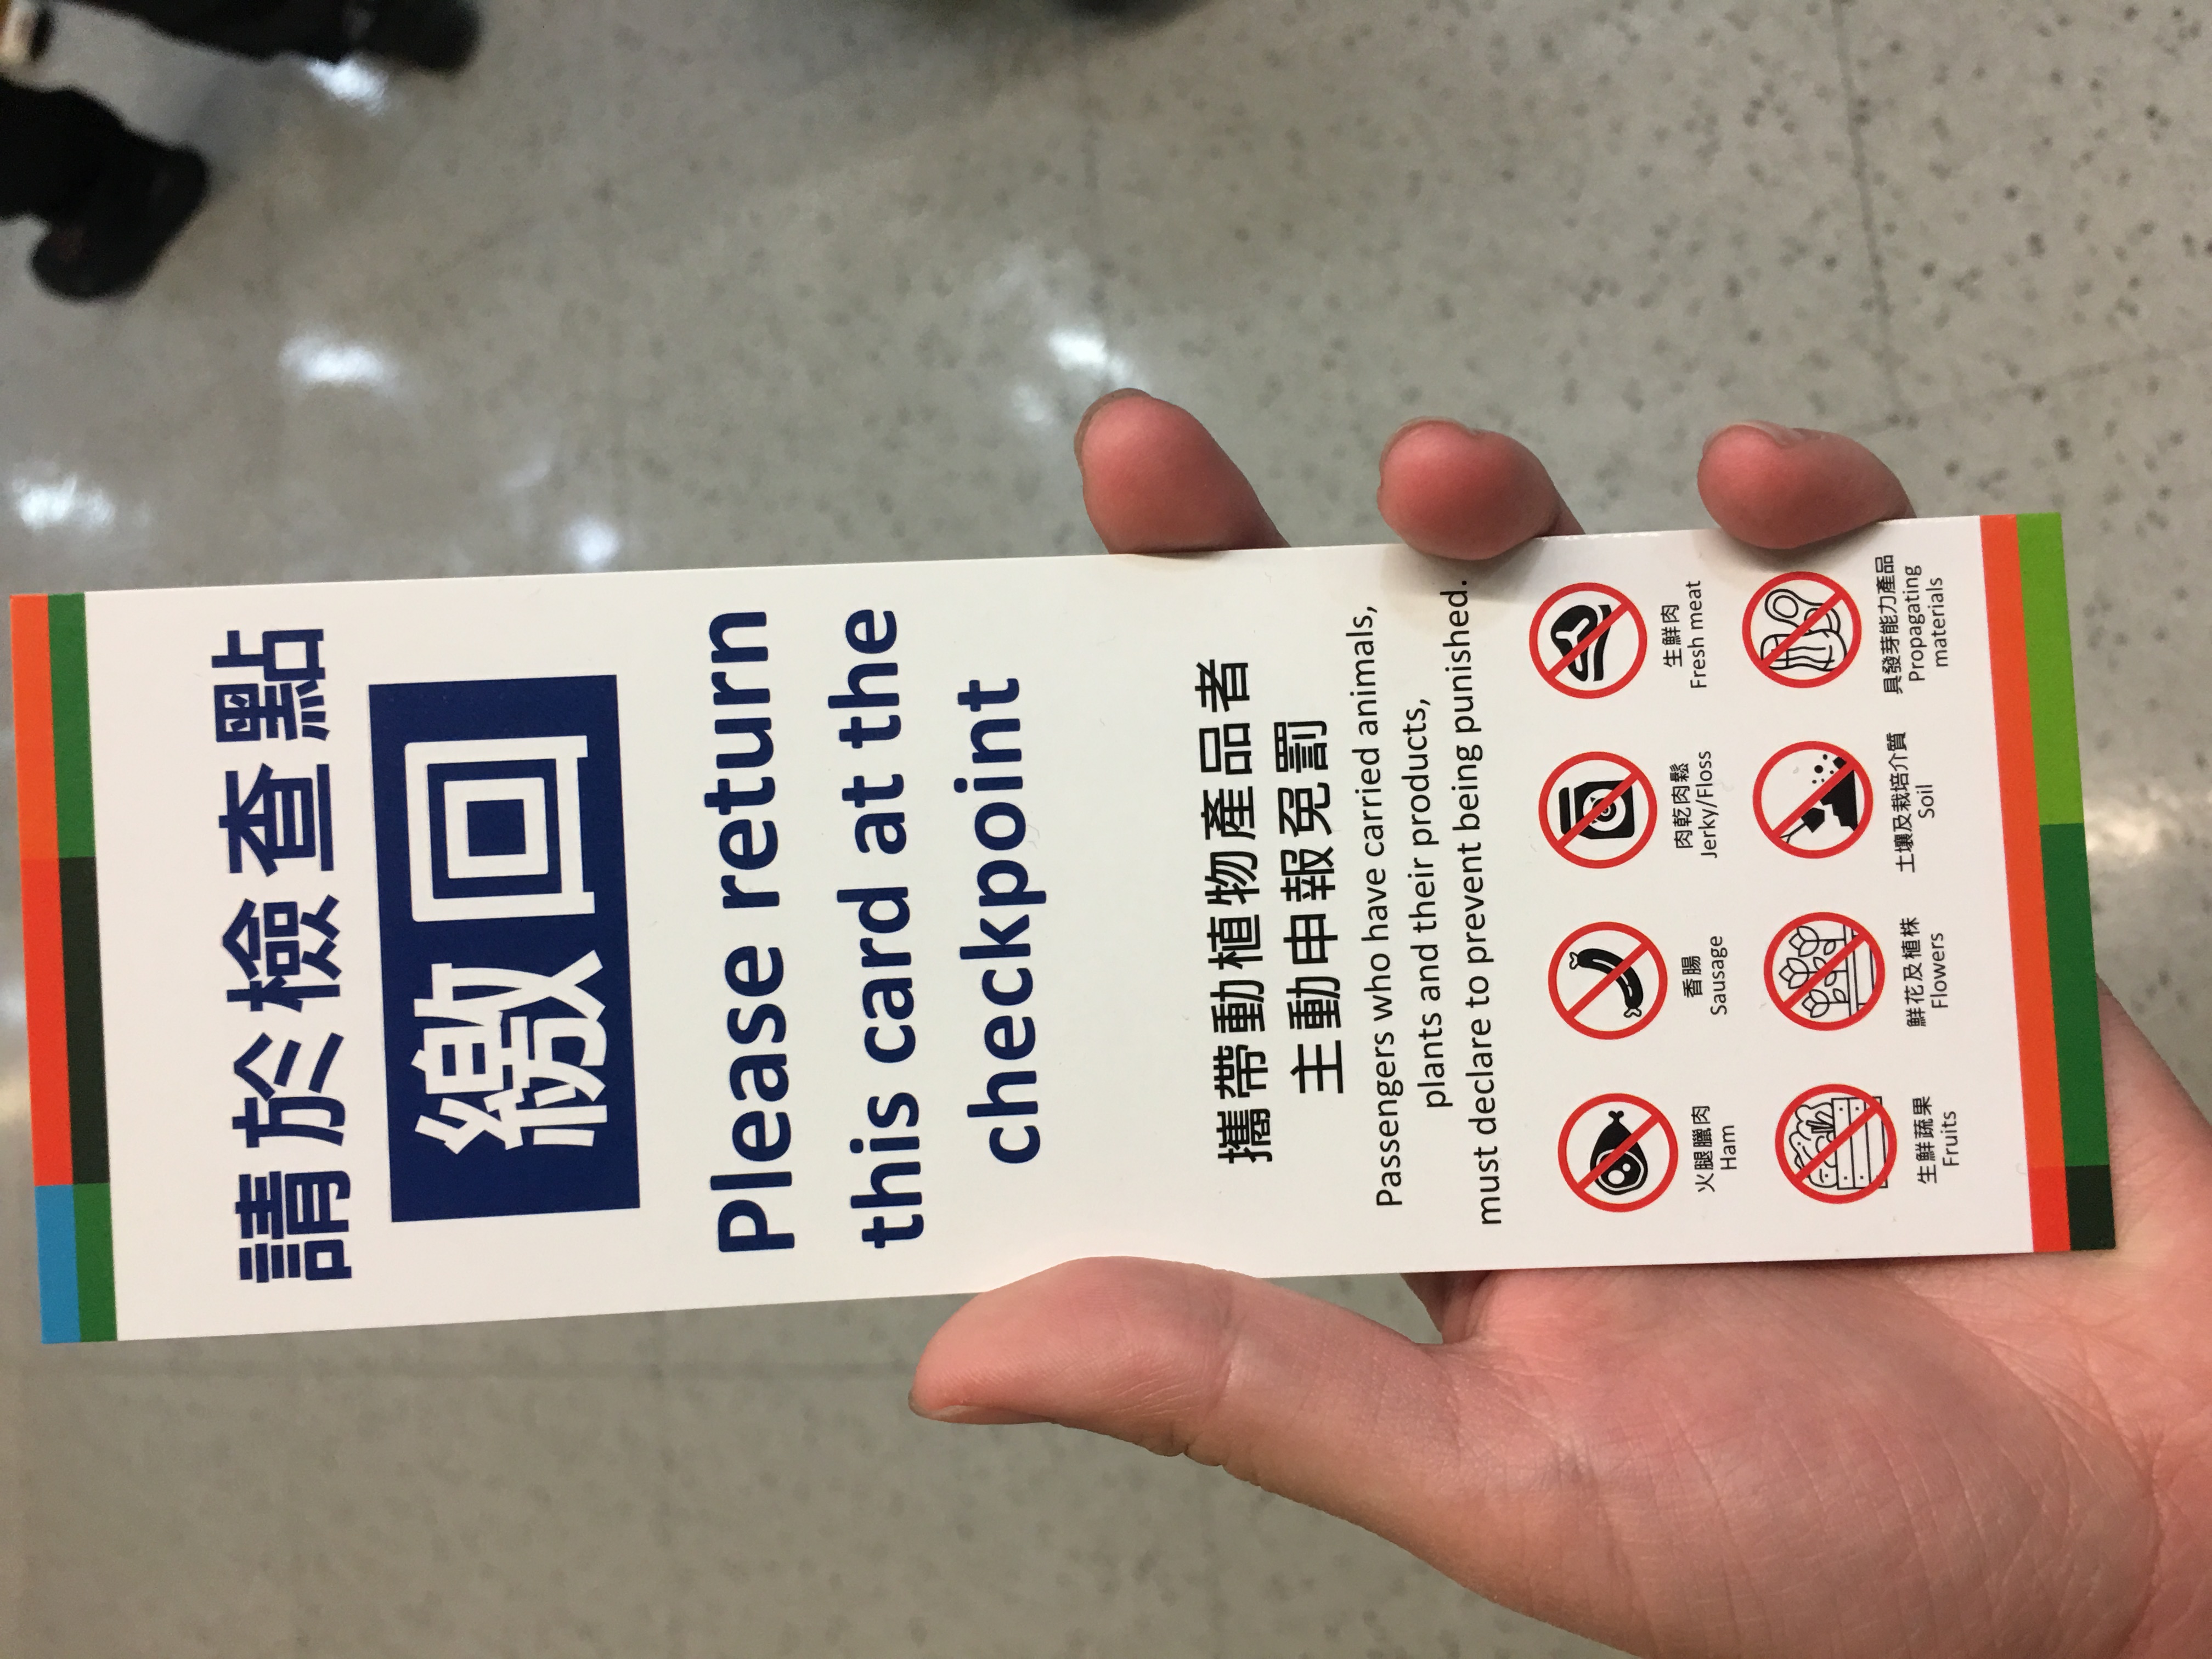 請於檢查點
繳回
Please return
this card at the
checkpoint
攜帶動植物產品者
主動申報免罰
Passengers who have carried animals,
plants and their products,
must declare to prevent being punished.
火腿臘肉
Ham
香腸
Sausage
肉乾肉鬆
Jerky/Floss
生鮮肉
Fresh meat
生鮮蔬果
Fruits
鮮花及植株
Flowers
土壤及栽培介質
Soil
具發芽能力產品
Propagating
materials